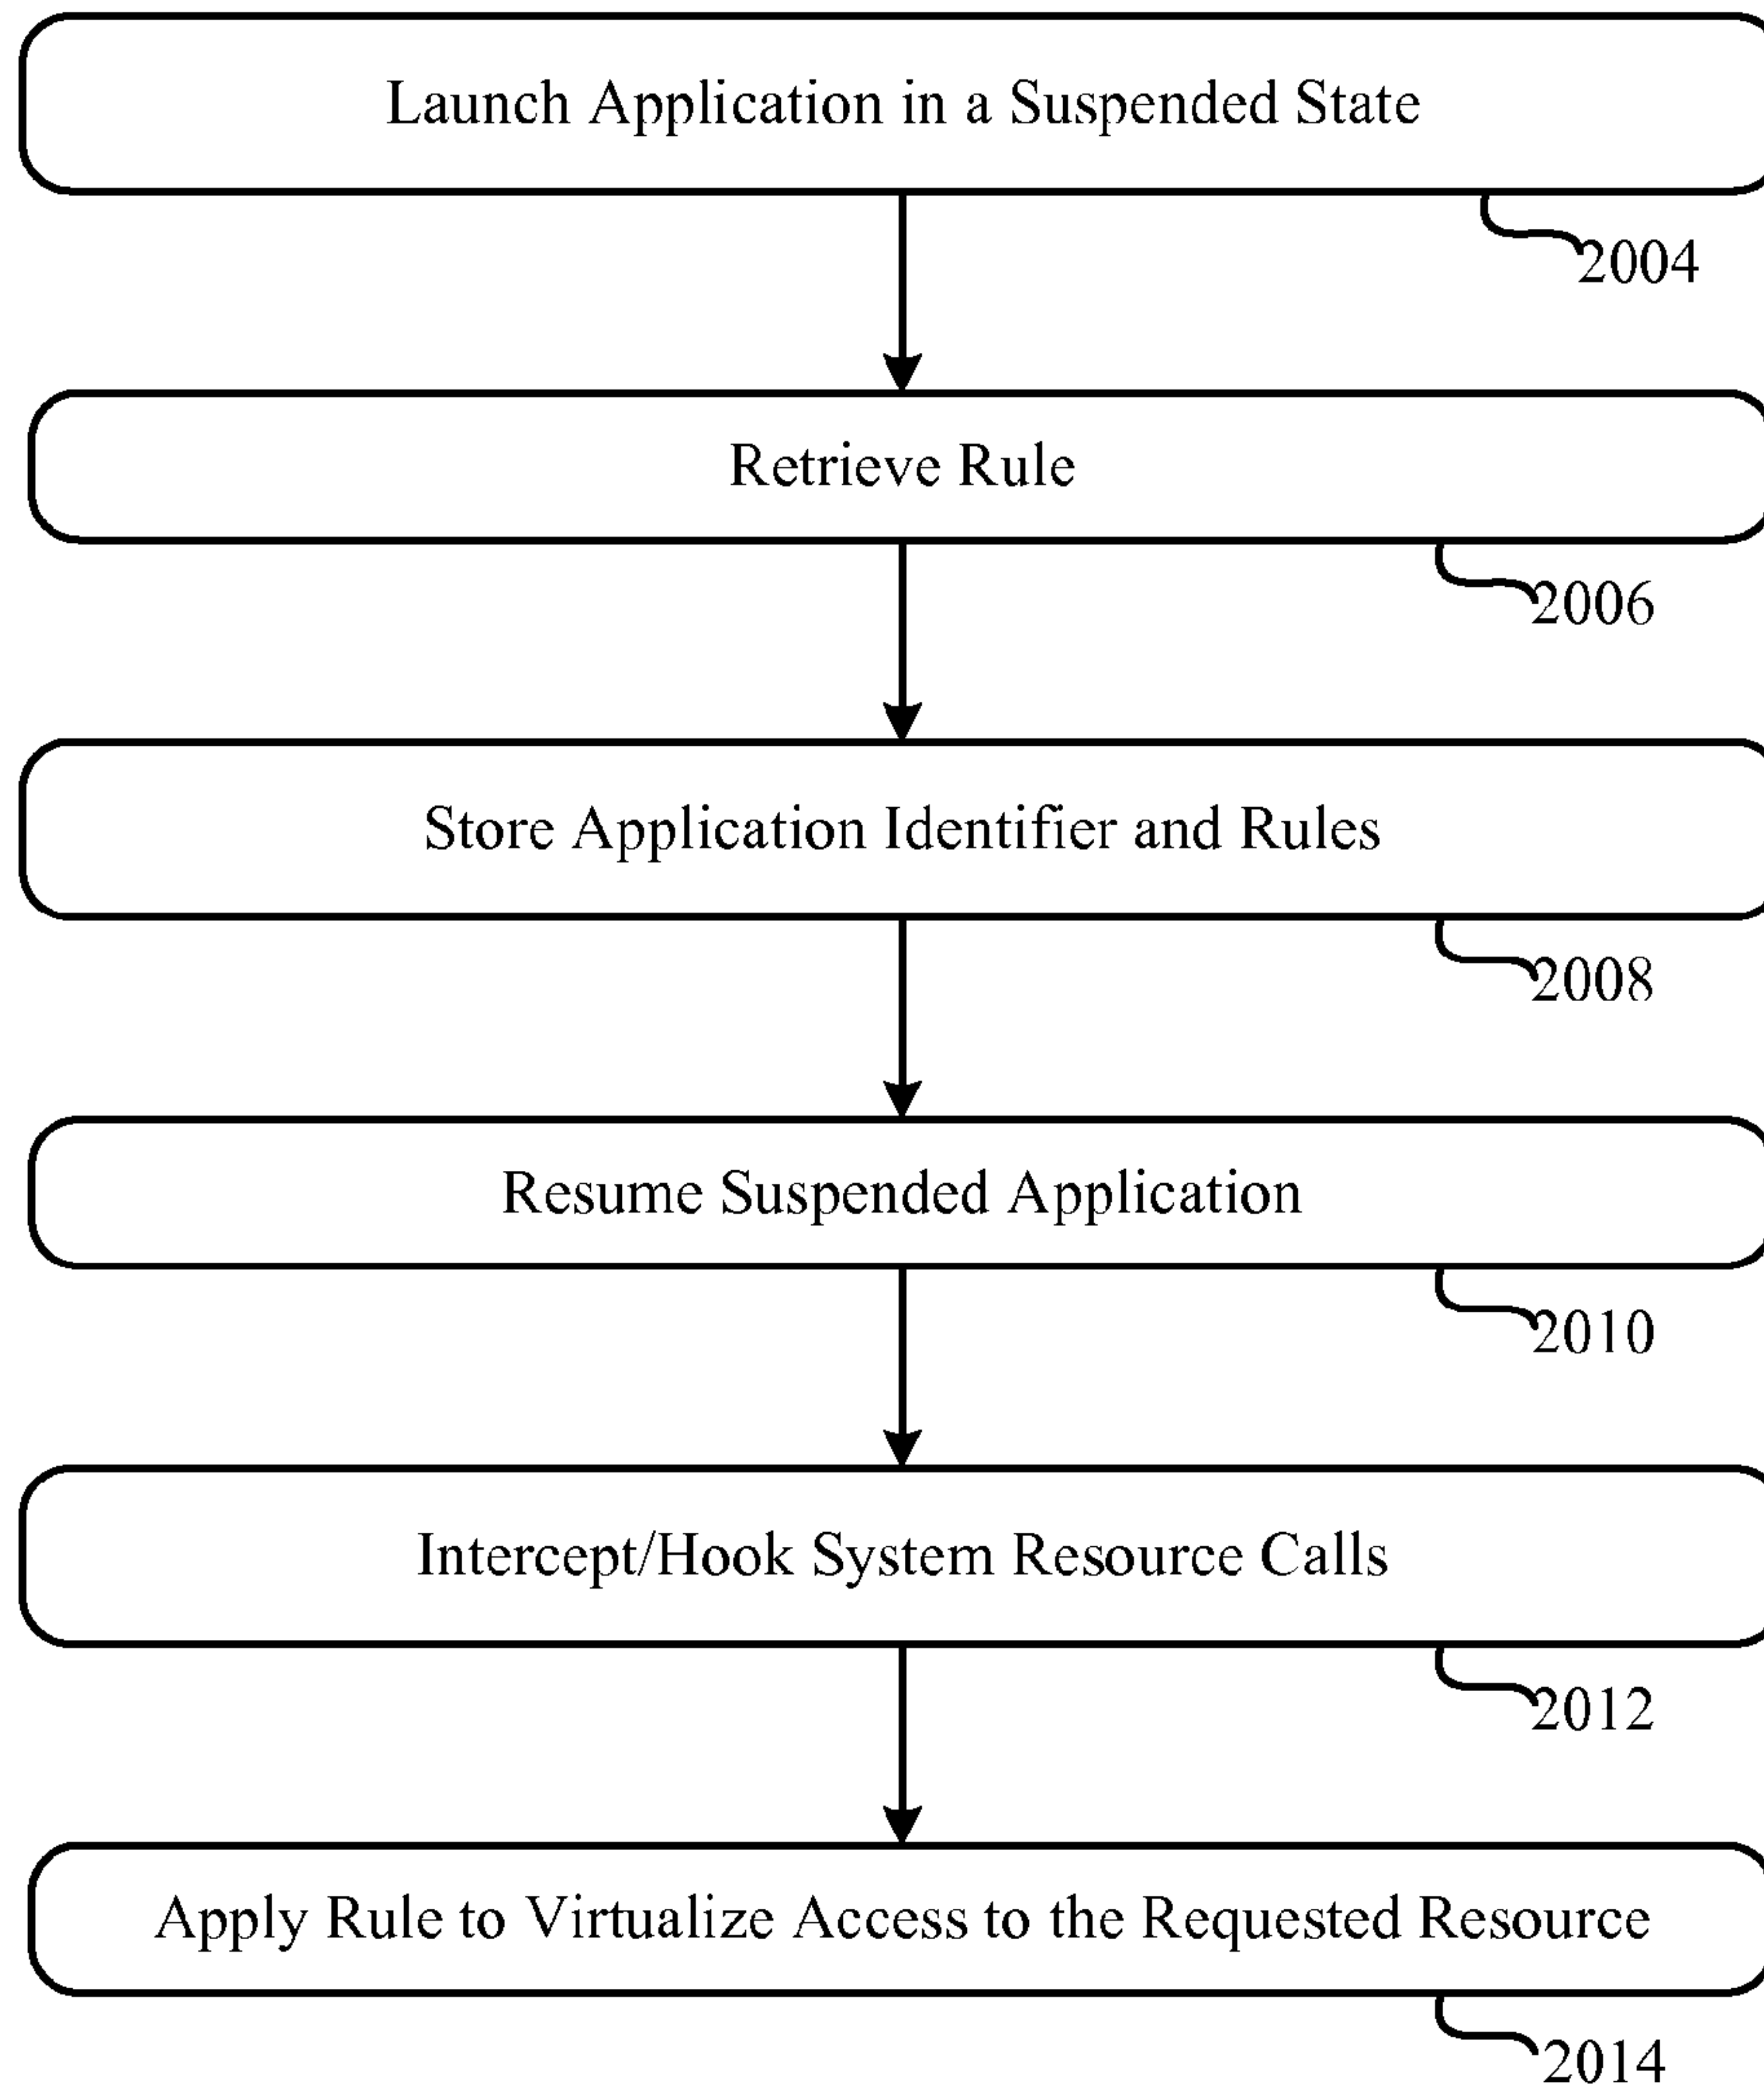 Launch Application in a Suspended State
2004
Retrieve Rule
2006
Store Application Identifier and Rules
2008
Resume Suspended Application
2010
Intercept/Hook System Resource Calls
2012
Apply Rule to Virtualize Access to the Requested Resource
2014